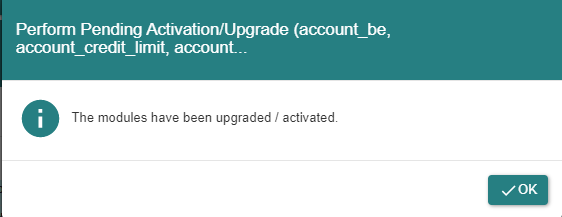 Perform Pending Activation/Upgrade (account_be,
account_credit_limit, account...
The modules have been upgraded / activated.
OK